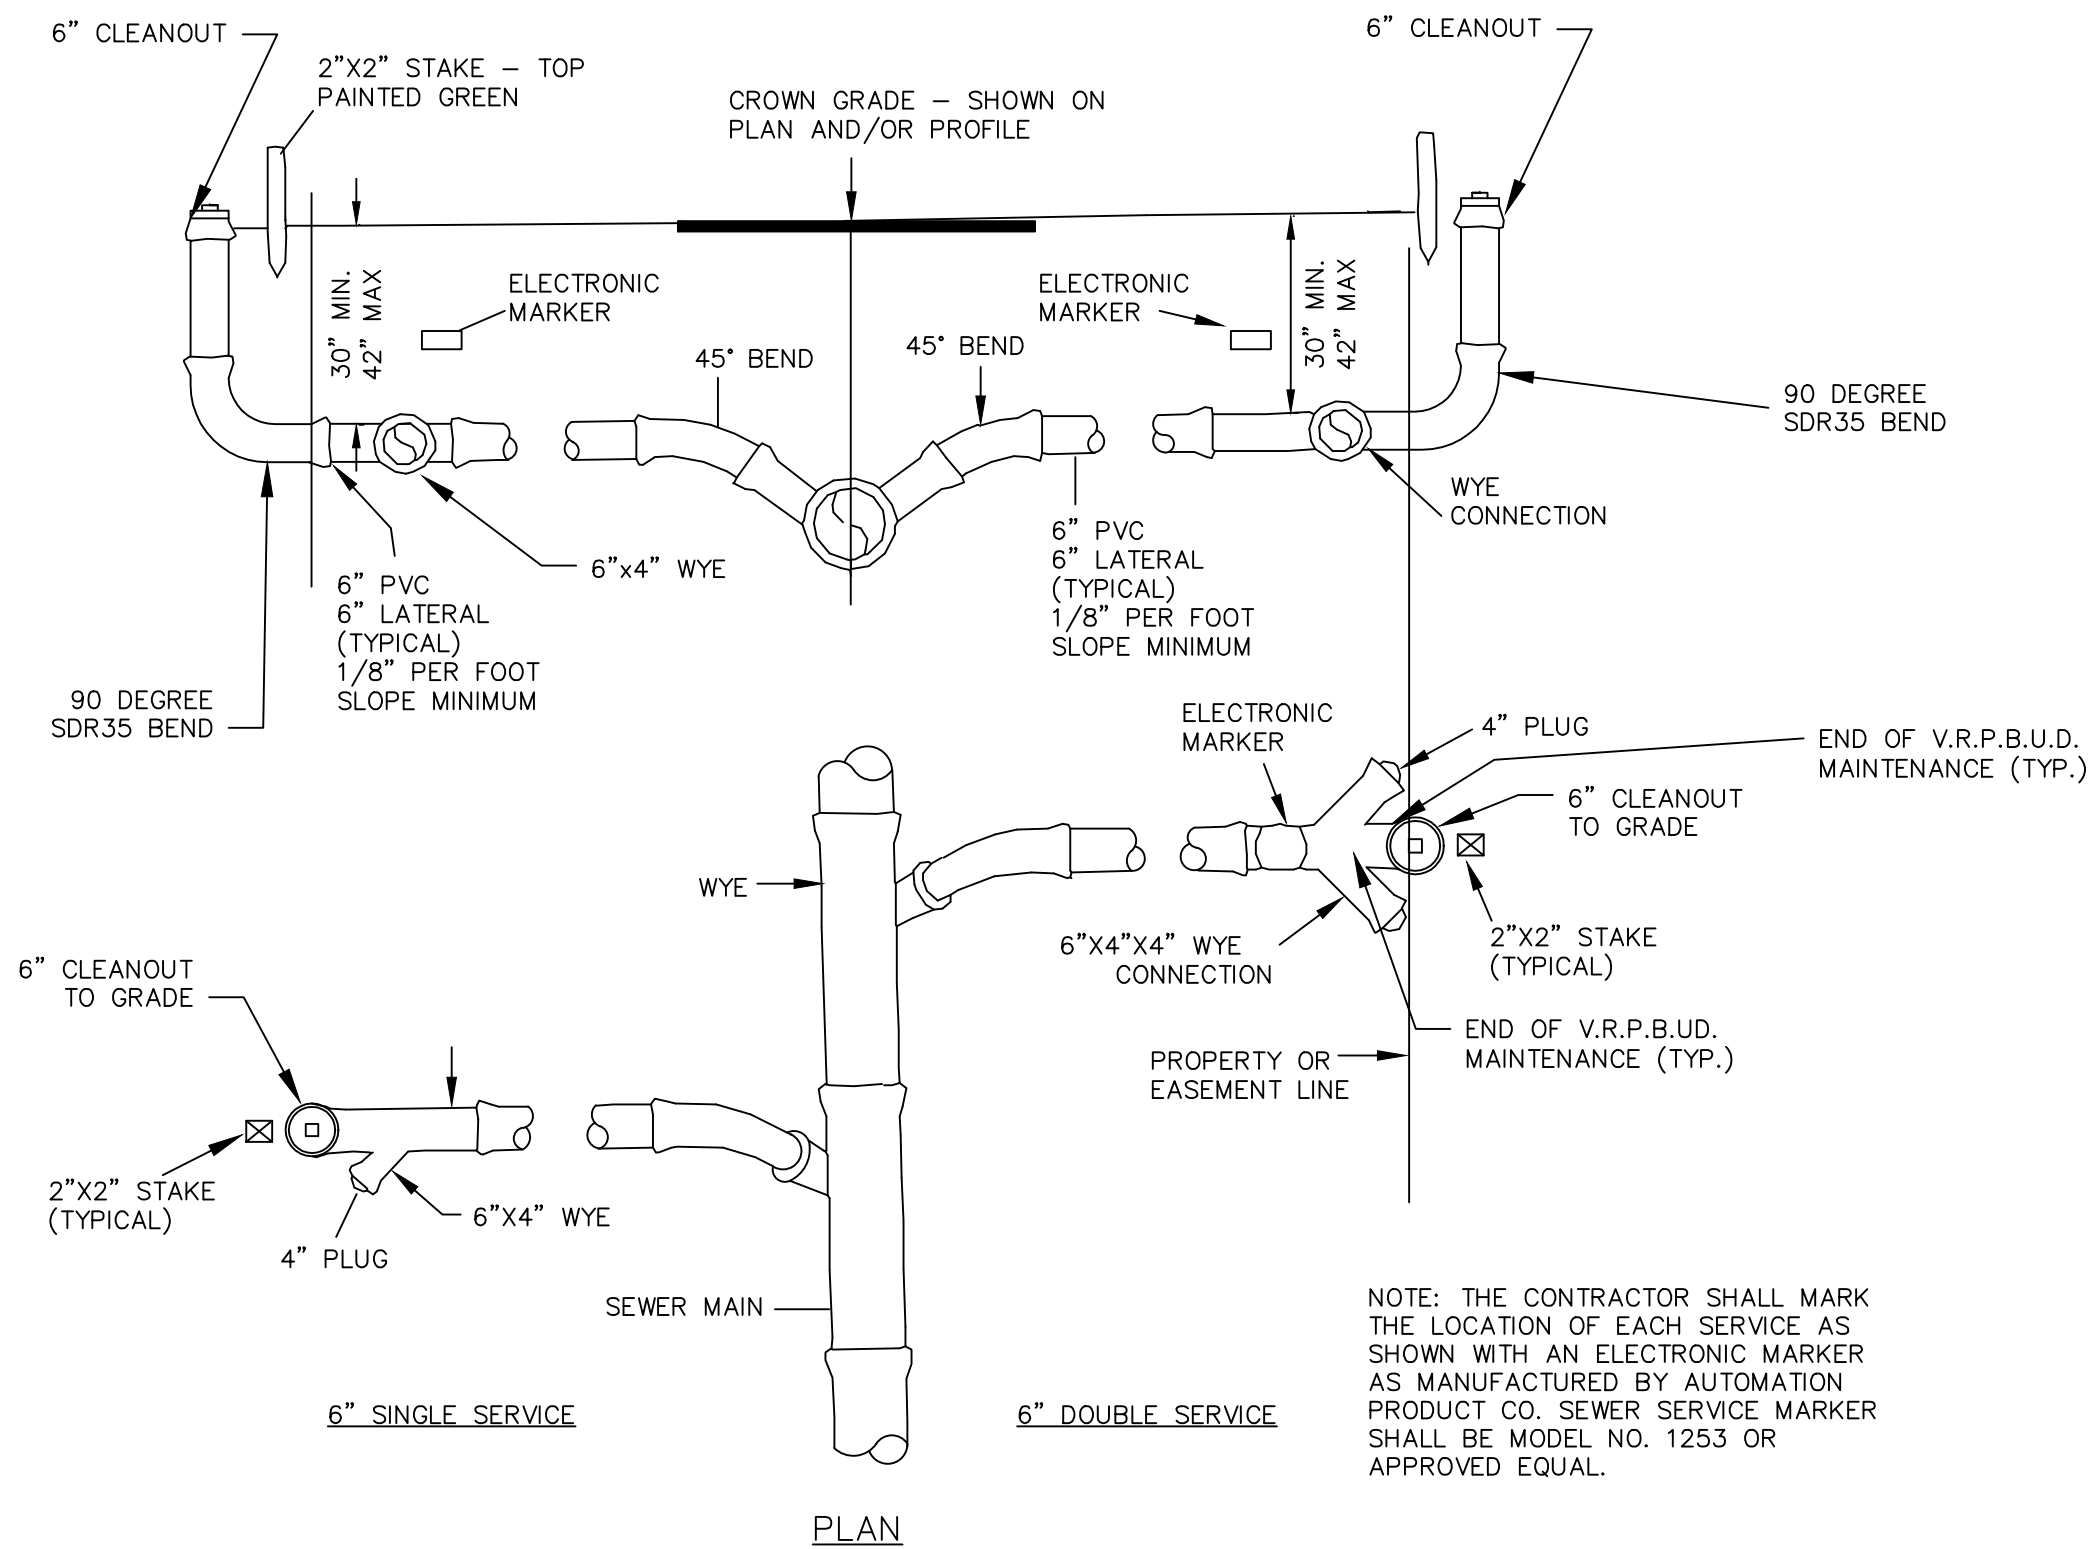 6" CLEANOUT
2"X2" STAKE – TOP
PAINTED GREEN
CROWN GRADE – SHOWN ON
PLAN AND/OR PROFILE
6" CLEANOUT
30" MIN.
42" MAX
ELECTRONIC
MARKER
45° BEND
45° BEND
ELECTRONIC
MARKER
30" MIN.
42" MAX
90 DEGREE
SDR35 BEND
WYE
CONNECTION
6"x4" WYE
6" PVC
6" LATERAL
(TYPICAL)
1/8" PER FOOT
SLOPE MINIMUM
6" PVC
6" LATERAL
(TYPICAL)
1/8" PER FOOT
SLOPE MINIMUM
90 DEGREE
SDR35 BEND
ELECTRONIC
MARKER
4" PLUG
END OF V.R.P.B.U.D.
MAINTENANCE (TYP.)
6" CLEANOUT
TO GRADE
WYE
6"X4"X4" WYE
CONNECTION
2"X2" STAKE
(TYPICAL)
6" CLEANOUT
TO GRADE
END OF V.R.P.B.UD.
MAINTENANCE (TYP.)
PROPERTY OR
EASEMENT LINE
2"X2" STAKE
(TYPICAL)
6"X4" WYE
4" PLUG
SEWER MAIN
NOTE: THE CONTRACTOR SHALL MARK
THE LOCATION OF EACH SERVICE AS
SHOWN WITH AN ELECTRONIC MARKER
AS MANUFACTURED BY AUTOMATION
PRODUCT CO. SEWER SERVICE MARKER
SHALL BE MODEL NO. 1253 OR
APPROVED EQUAL.
6" SINGLE SERVICE
6" DOUBLE SERVICE
PLAN